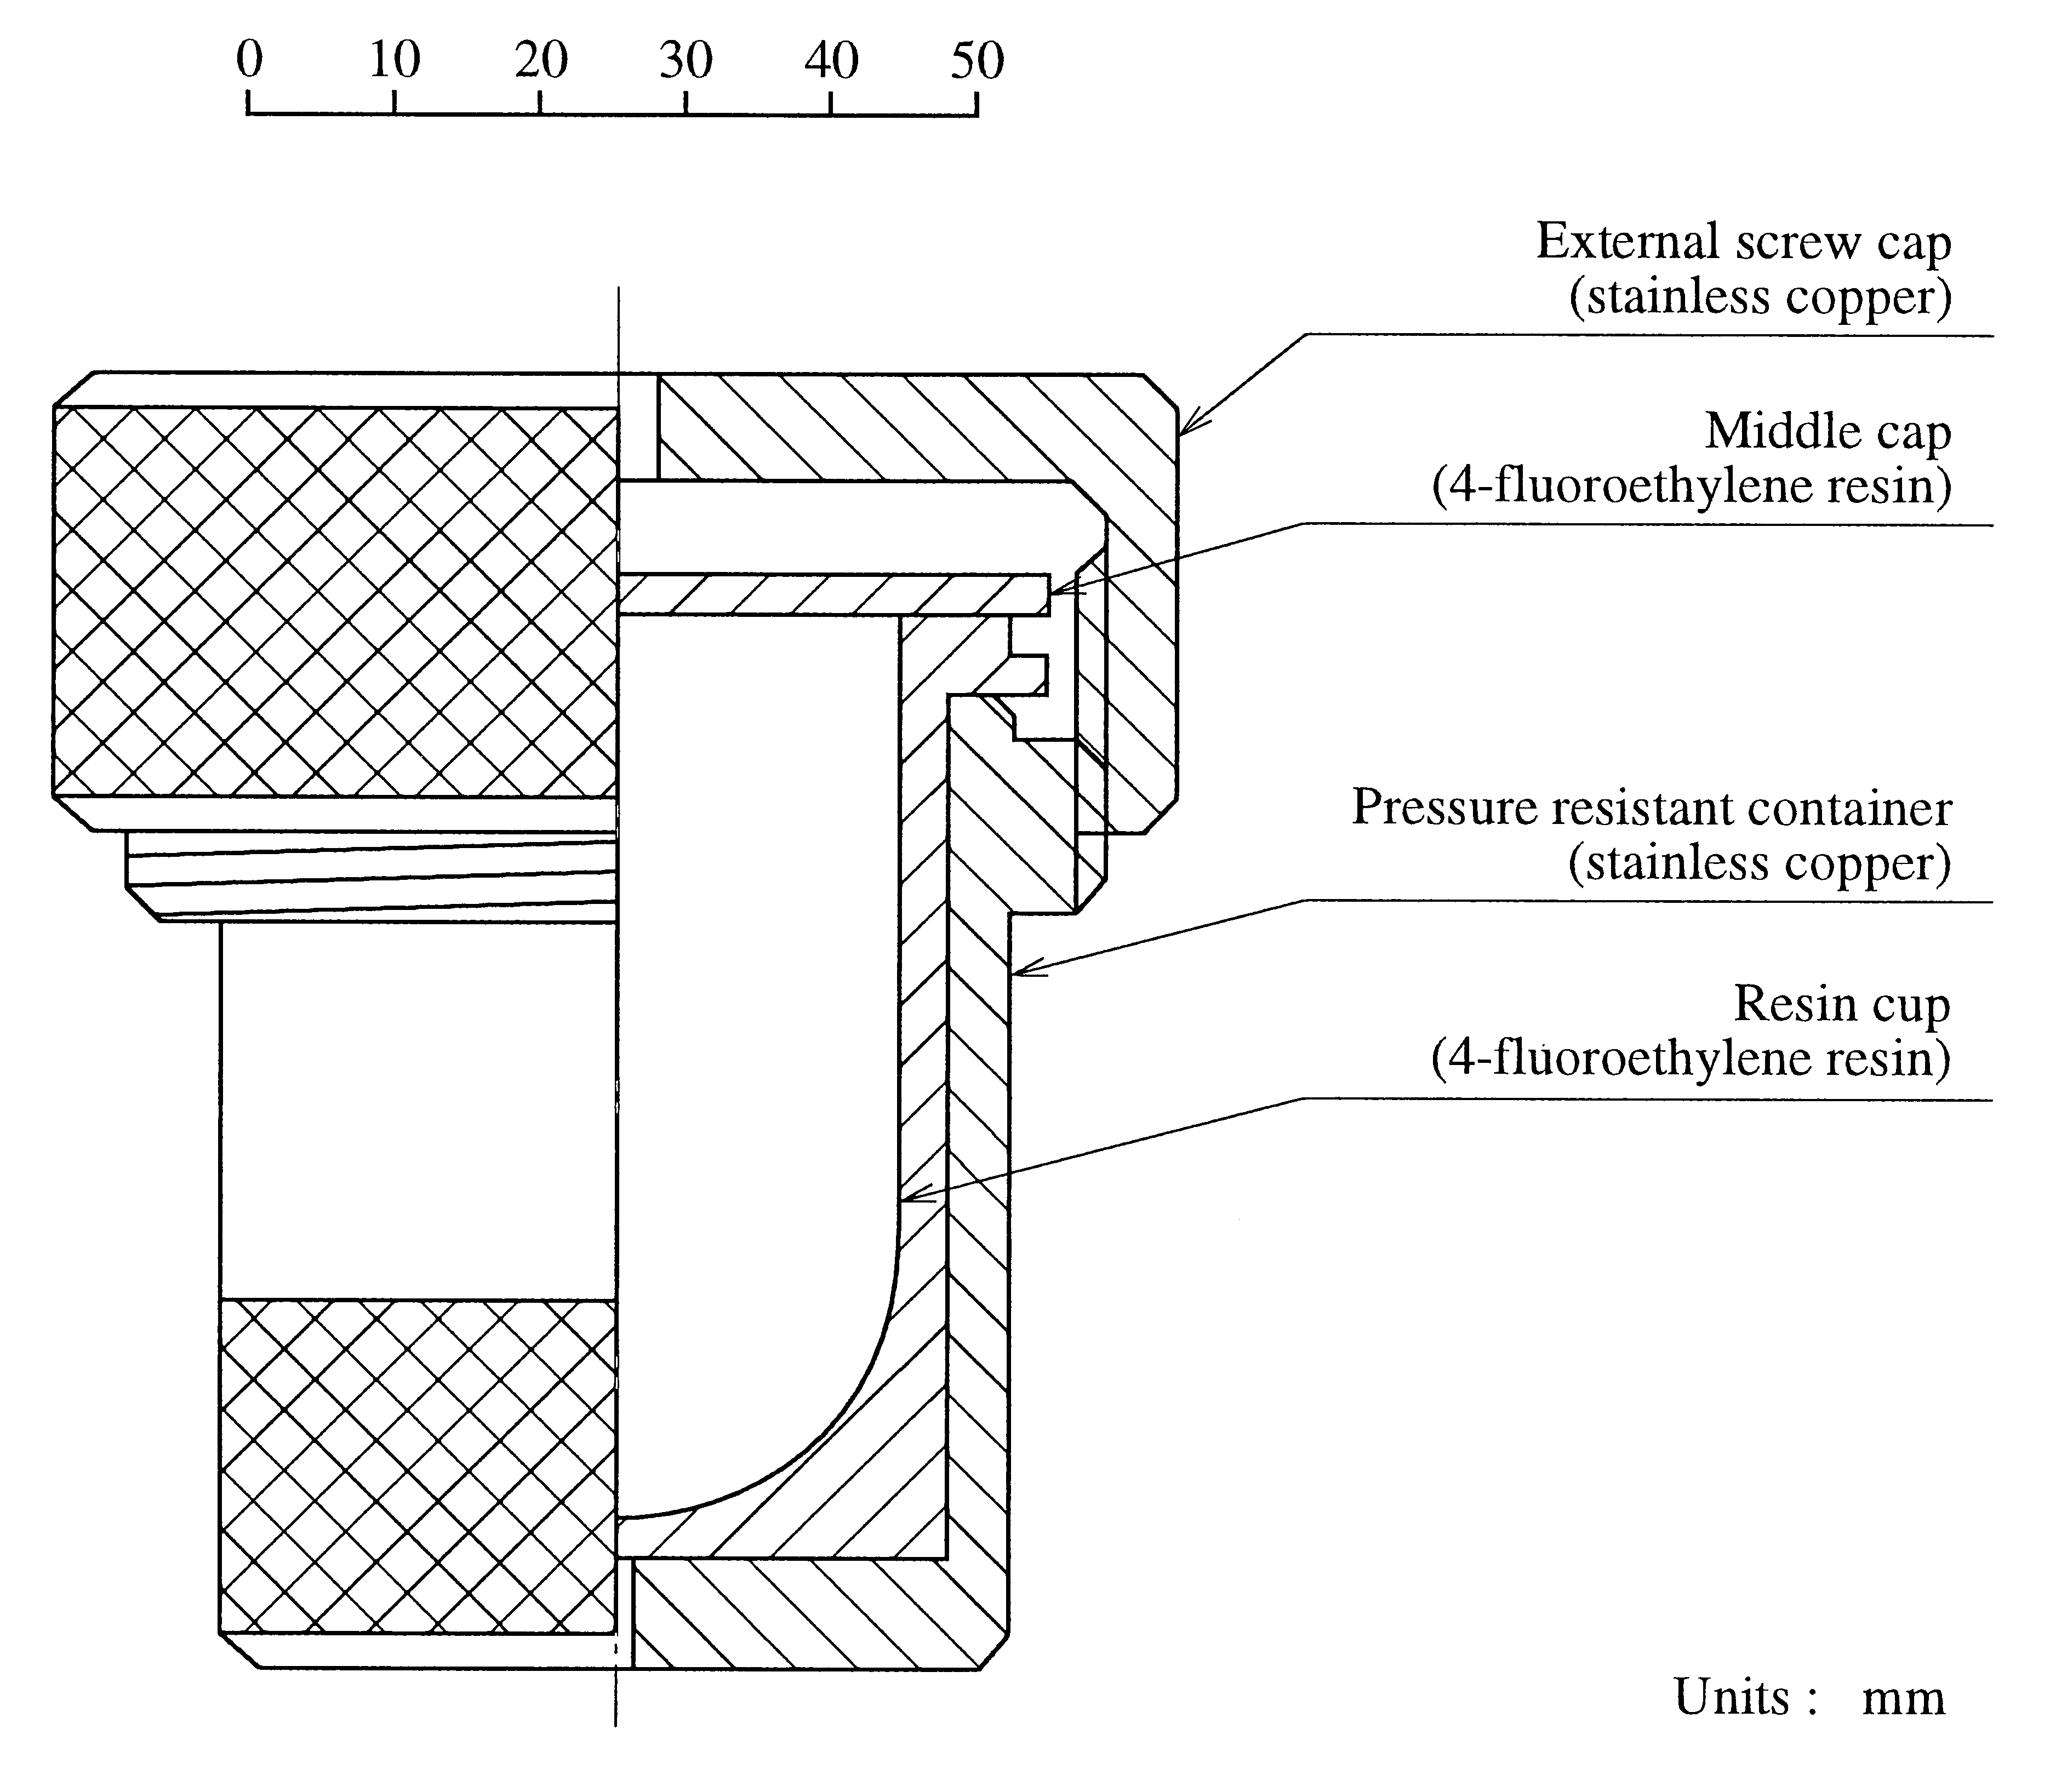 0 10 20 30 40 50
External screw cap
(stainless copper)
Middle cap
(4-fluoroethylene resin)
Pressure resistant container
(stainless copper)
Resin cup
(4-fluoroethylene resin)
Units : mm